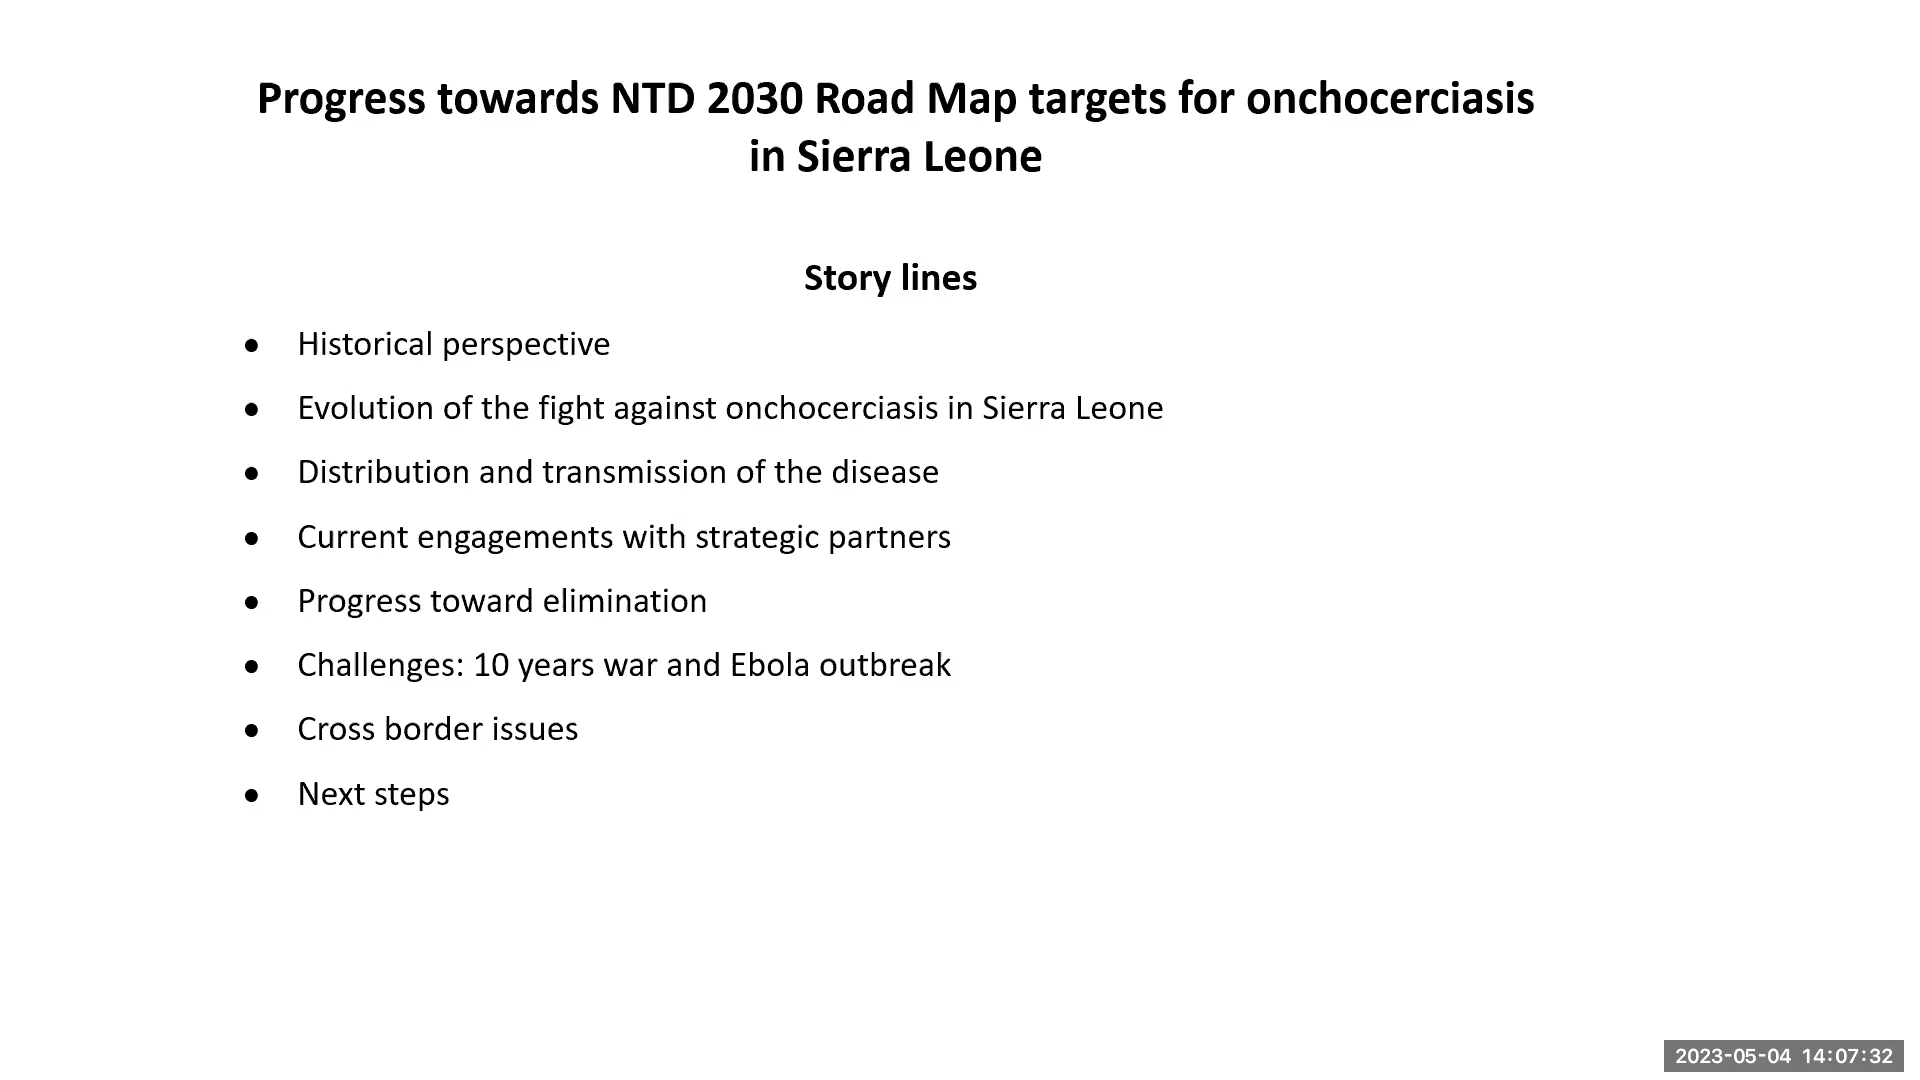 Progress towards NTD 2030 Road Map targets for onchocerciasis
in Sierra Leone
Story lines
● Historical perspective
● Evolution of the fight against onchocerciasis in Sierra Leone
● Distribution and transmission of the disease
● Current engagements with strategic partners
● Progress toward elimination
● Challenges: 10 years war and Ebola outbreak
● Cross border issues
● Next steps
2023-05-04 14:07:32